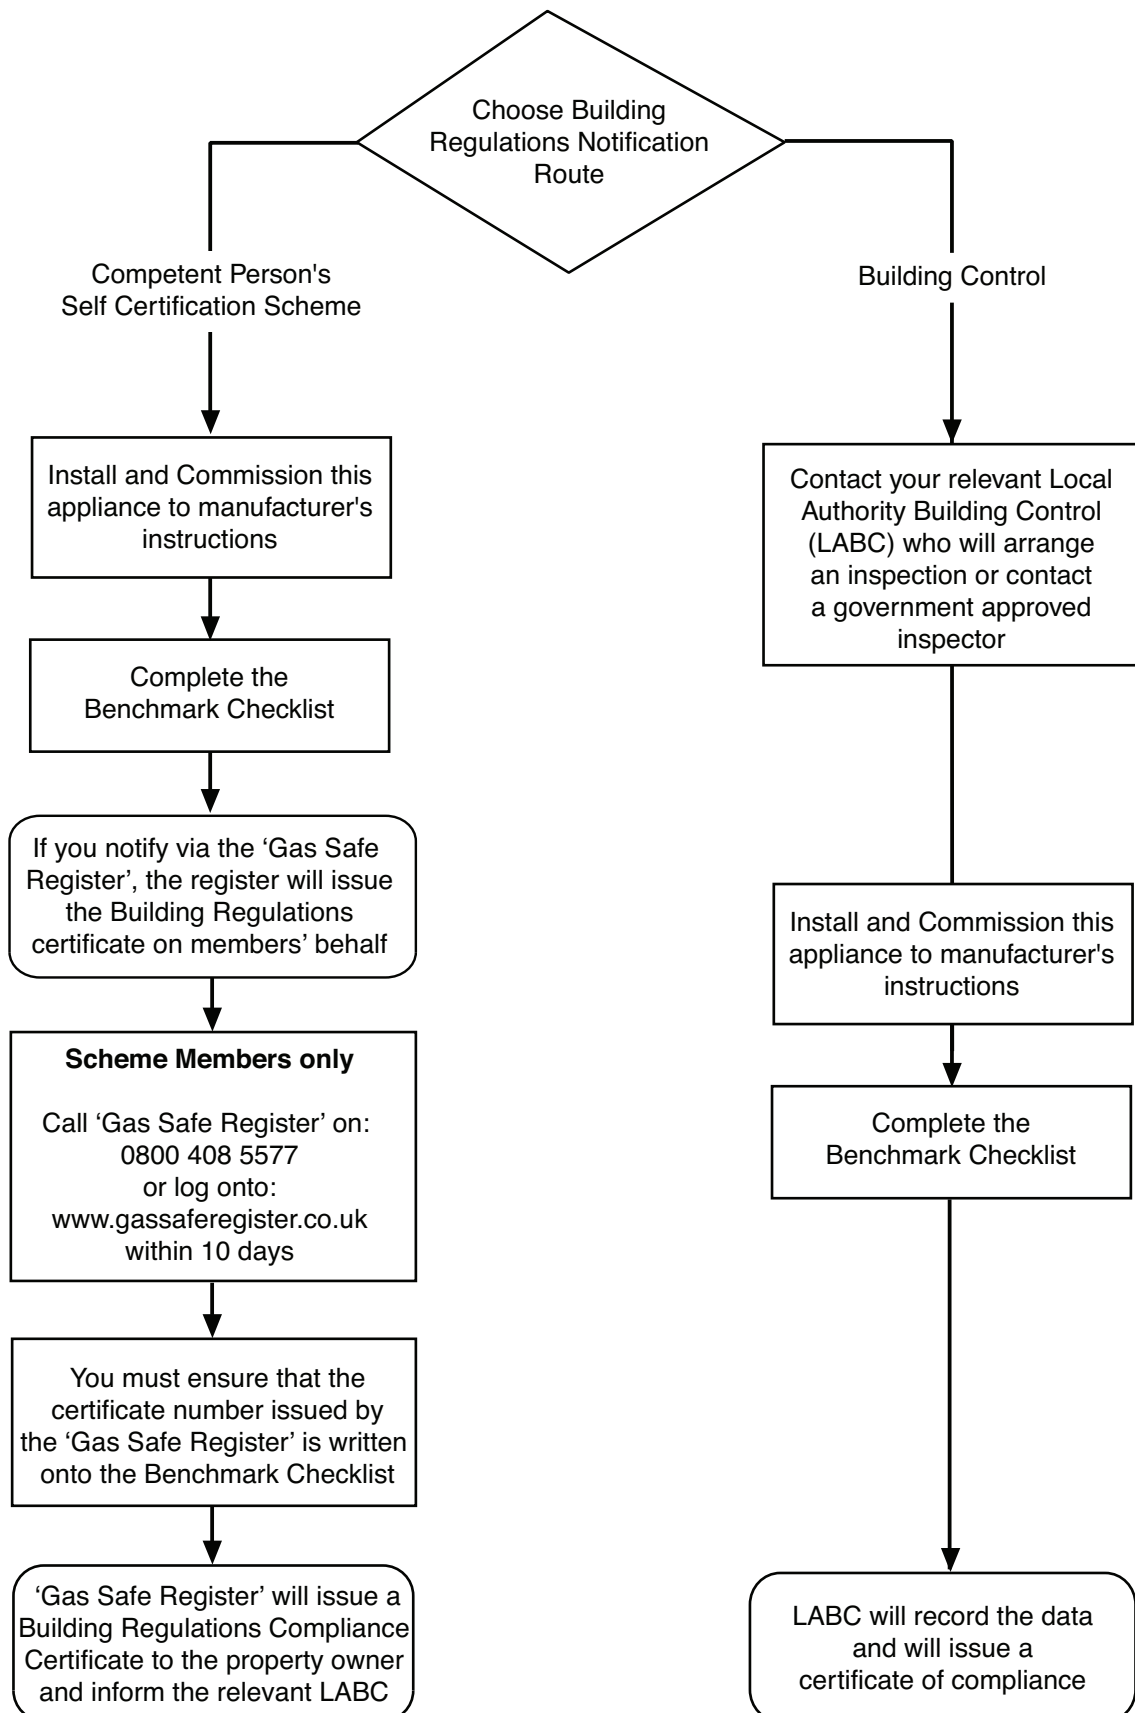 Choose Building
Regulations Notification
Route
Competent Person's
Self Certification Scheme
Building Control
Install and Commission this
appliance to manufacturer's
instructions
Complete the
Benchmark Checklist
If you notify via the ‘Gas Safe
Register’, the register will issue
the Building Regulations
certificate on members’ behalf
Scheme Members only
Call ‘Gas Safe Register’ on:
0800 408 5577
or log onto:
www.gassaferegister.co.uk
within 10 days
You must ensure that the
certificate number issued by
the ‘Gas Safe Register’ is written
onto the Benchmark Checklist
‘Gas Safe Register’ will issue a
Building Regulations Compliance
Certificate to the property owner
and inform the relevant LABC
Contact your relevant Local
Authority Building Control
(LABC) who will arrange
an inspection or contact
a government approved
inspector
Install and Commission this
appliance to manufacturer's
instructions
Complete the
Benchmark Checklist
LABC will record the data
and will issue a
certificate of compliance